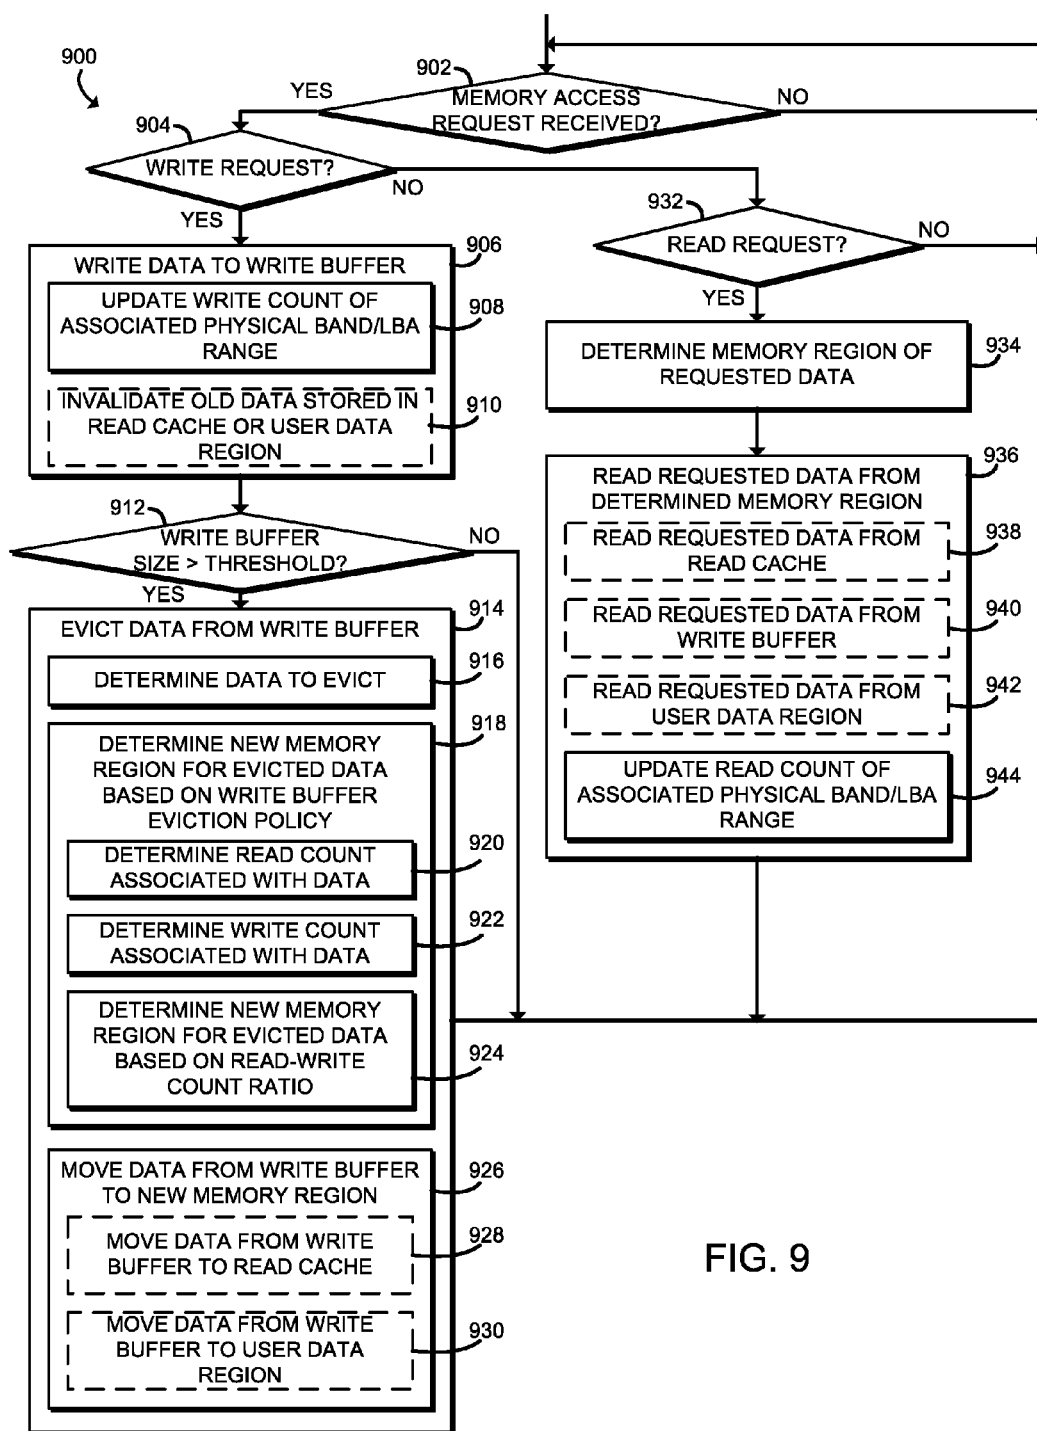 900
902
YES
MEMORY ACCESS
REQUEST RECEIVED?
NO
904
WRITE REQUEST?
NO
YES
932
READ REQUEST?
NO
YES
906
WRITE DATA TO WRITE BUFFER
UPDATE WRITE COUNT OF
ASSOCIATED PHYSICAL BAND/LBA
RANGE
908
INVALIDATE OLD DATA STORED IN
READ CACHE OR USER DATA
REGION
910
912
WRITE BUFFER
SIZE > THRESHOLD?
NO
YES
914
EVICT DATA FROM WRITE BUFFER
DETERMINE DATA TO EVICT
916
918
DETERMINE NEW MEMORY
REGION FOR EVICTED DATA
BASED ON WRITE BUFFER
EVICTION POLICY
DETERMINE READ COUNT
ASSOCIATED WITH DATA
920
DETERMINE WRITE COUNT
ASSOCIATED WITH DATA
922
DETERMINE NEW MEMORY
REGION FOR EVICTED DATA
BASED ON READ-WRITE
COUNT RATIO
924
MOVE DATA FROM WRITE BUFFER
TO NEW MEMORY REGION
926
MOVE DATA FROM WRITE
BUFFER TO READ CACHE
928
MOVE DATA FROM WRITE
BUFFER TO USER DATA
REGION
930
DETERMINE MEMORY REGION OF
REQUESTED DATA
934
READ REQUESTED DATA FROM
DETERMINED MEMORY REGION
936
READ REQUESTED DATA FROM
READ CACHE
938
READ REQUESTED DATA FROM
WRITE BUFFER
940
READ REQUESTED DATA FROM
USER DATA REGION
942
UPDATE READ COUNT OF
ASSOCIATED PHYSICAL BAND/LBA
RANGE
944
FIG. 9